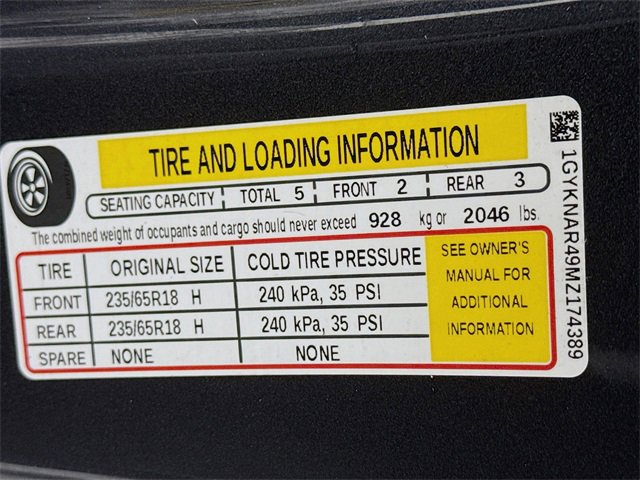 TIRE AND LOADING INFORMATION
SEATING CAPACITY TOTAL 5 FRONT 2 REAR 3
The combined weight of occupants and cargo should never exceed 928 kg or 2046 lbs.
TIRE ORIGINAL SIZE COLD TIRE PRESSURE
FRONT 235/65R18 H 240 kPa, 35 PSI
REAR 235/65R18 H 240 kPa, 35 PSI
SPARE NONE NONE
SEE OWNER'S
MANUAL FOR
ADDITIONAL
INFORMATION
1GYKNAR49MZ174389